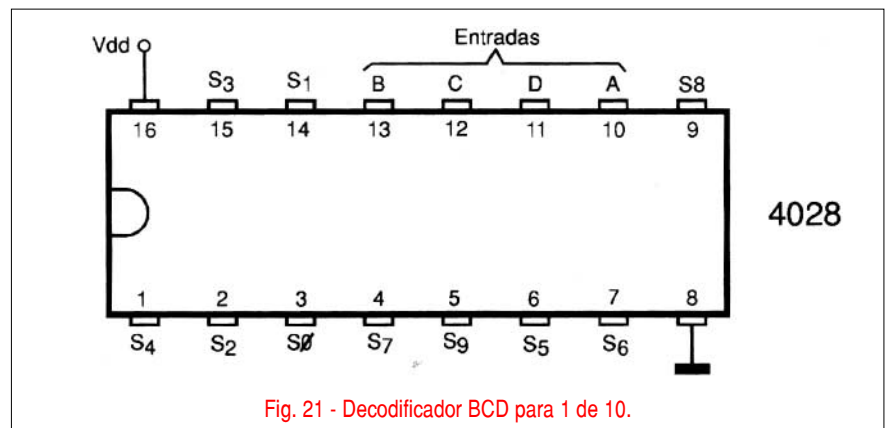 Entradas
Vdd S3 S1 B C D A S8
16 15 14 13 12 11 10 9
4028
1 2 3 4 5 6 7 8
S4 S2 S0 S7 S9 S5 S6
Fig. 21 - Decodificador BCD para 1 de 10.